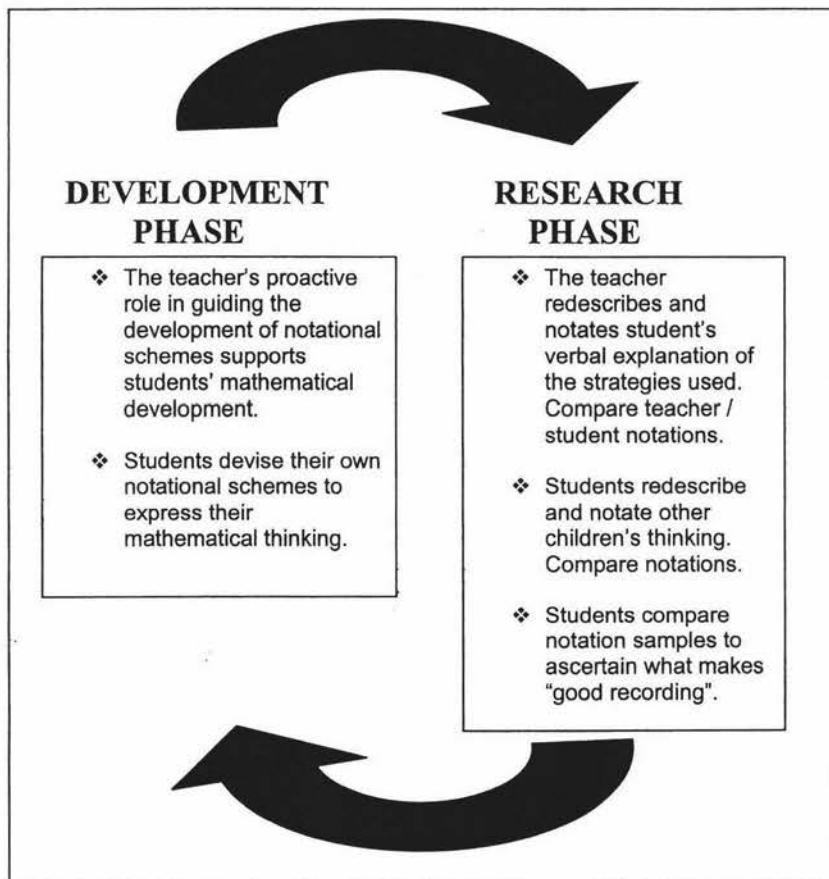 DEVELOPMENT
PHASE
❖ The teacher's proactive
role in guiding the
development of notational
schemes supports
students' mathematical
development.
❖ Students devise their own
notational schemes to
express their
mathematical thinking.
RESEARCH
PHASE
❖ The teacher
redescribes and
notates student's
verbal explanation of
the strategies used.
Compare teacher /
student notations.
❖ Students redescribe
and notate other
children's thinking.
Compare notations.
❖ Students compare
notation samples to
ascertain what makes
“good recording”.